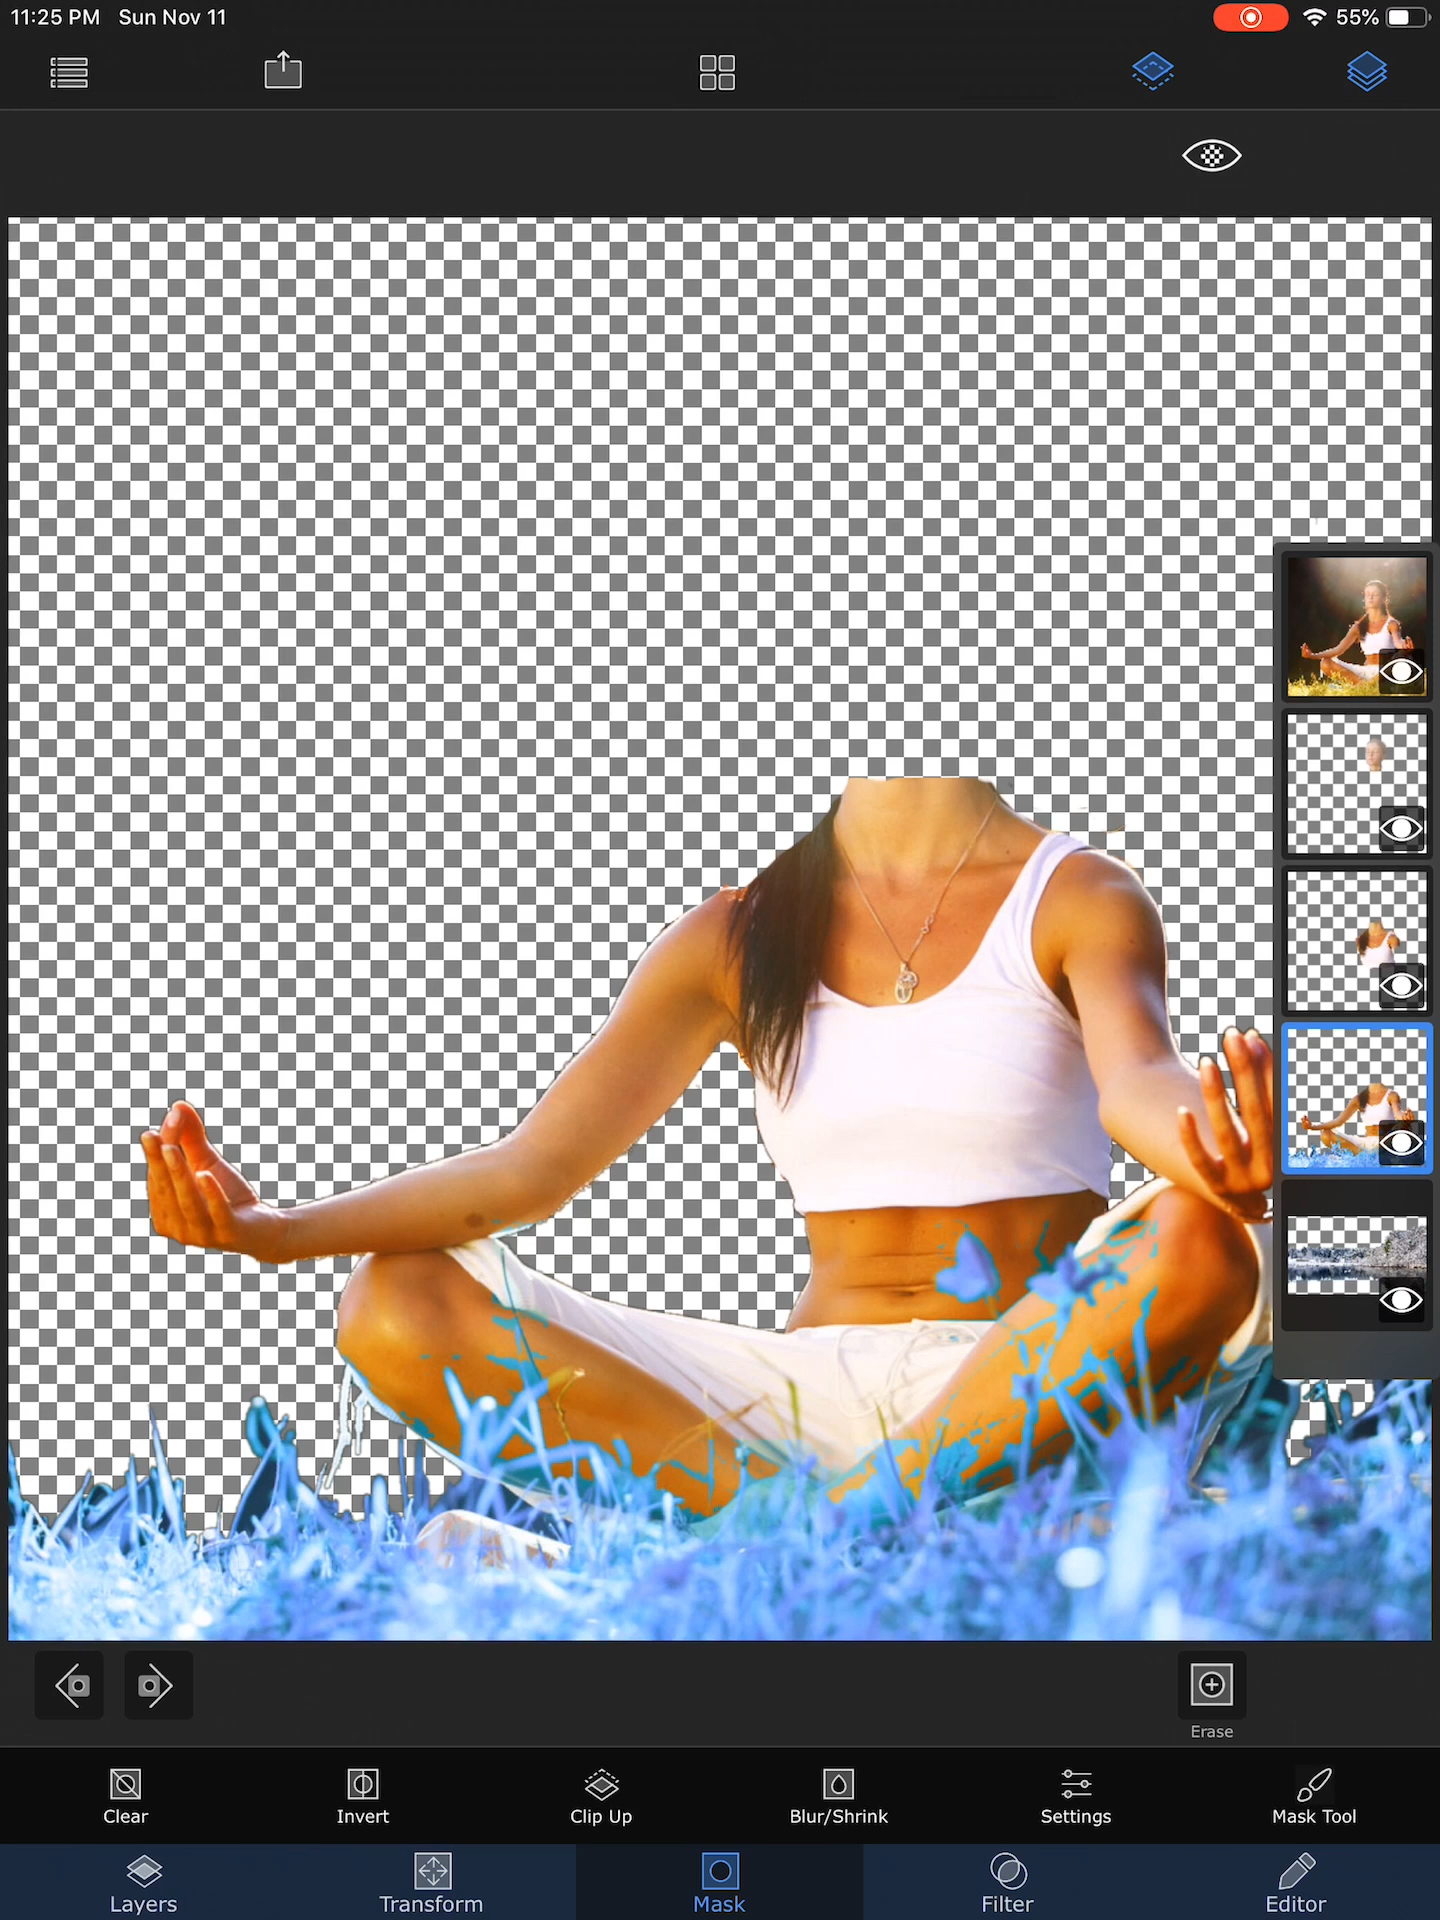 11:25 PM Sun Nov 11
55%
Erase
Clear
Invert
Clip Up
Blur/Shrink
Settings
Mask Tool
Layers
Transform
Mask
Filter
Editor